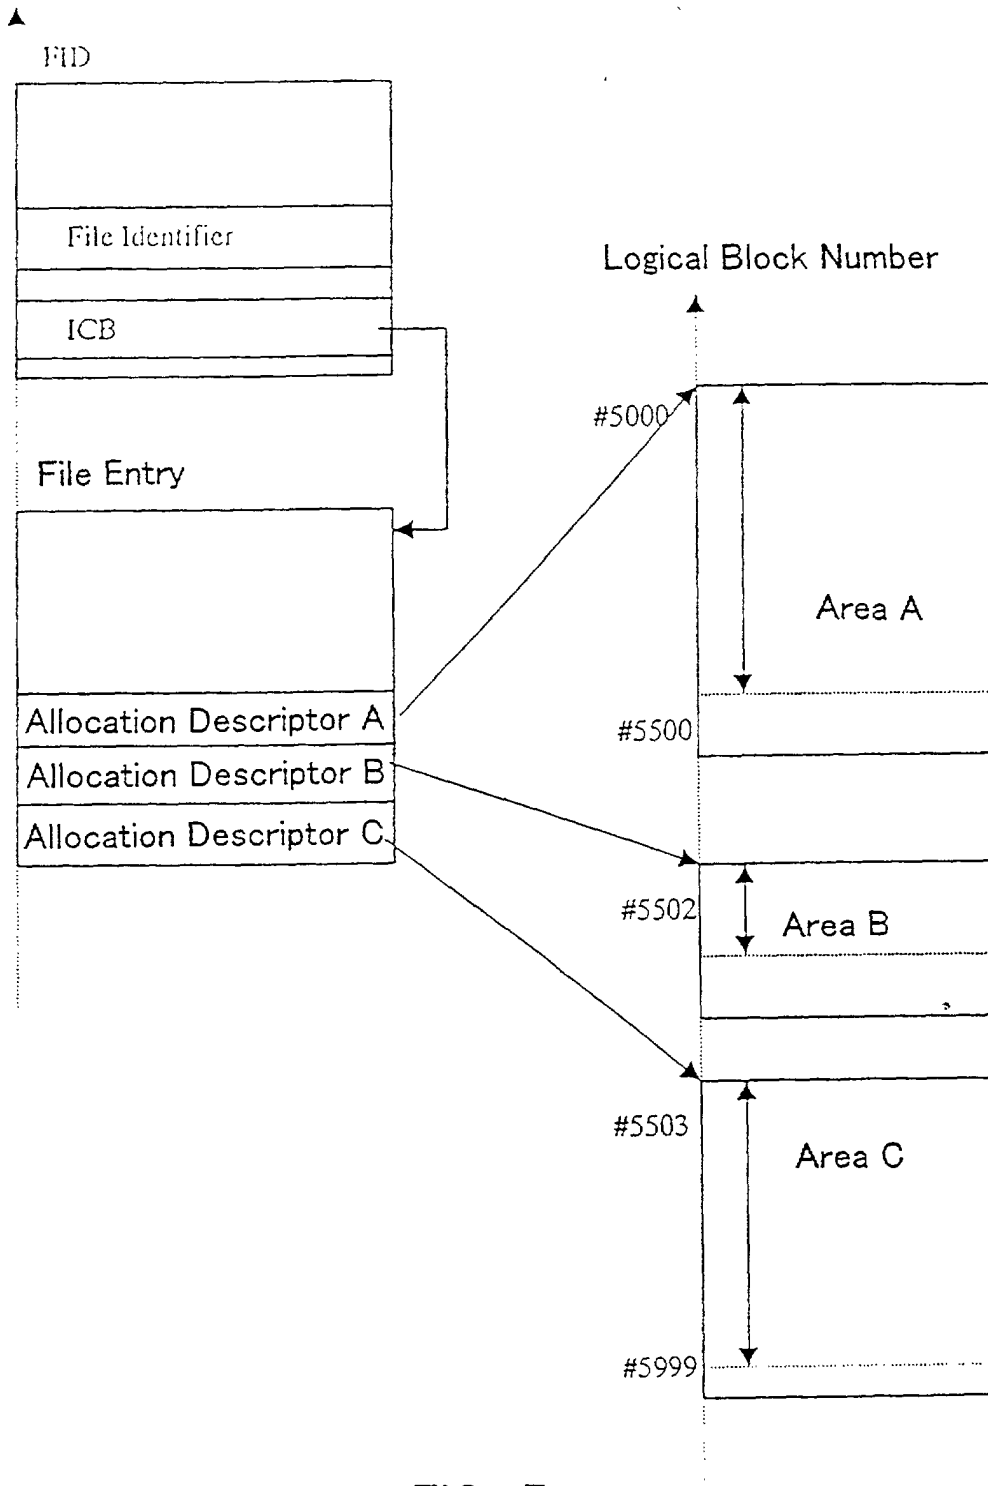 FID
File Identifier
ICB
File Entry
Allocation Descriptor A
Allocation Descriptor B
Allocation Descriptor C
Logical Block Number
#5000
Area A
#5500
#5502
Area B
#5503
Area C
#5999